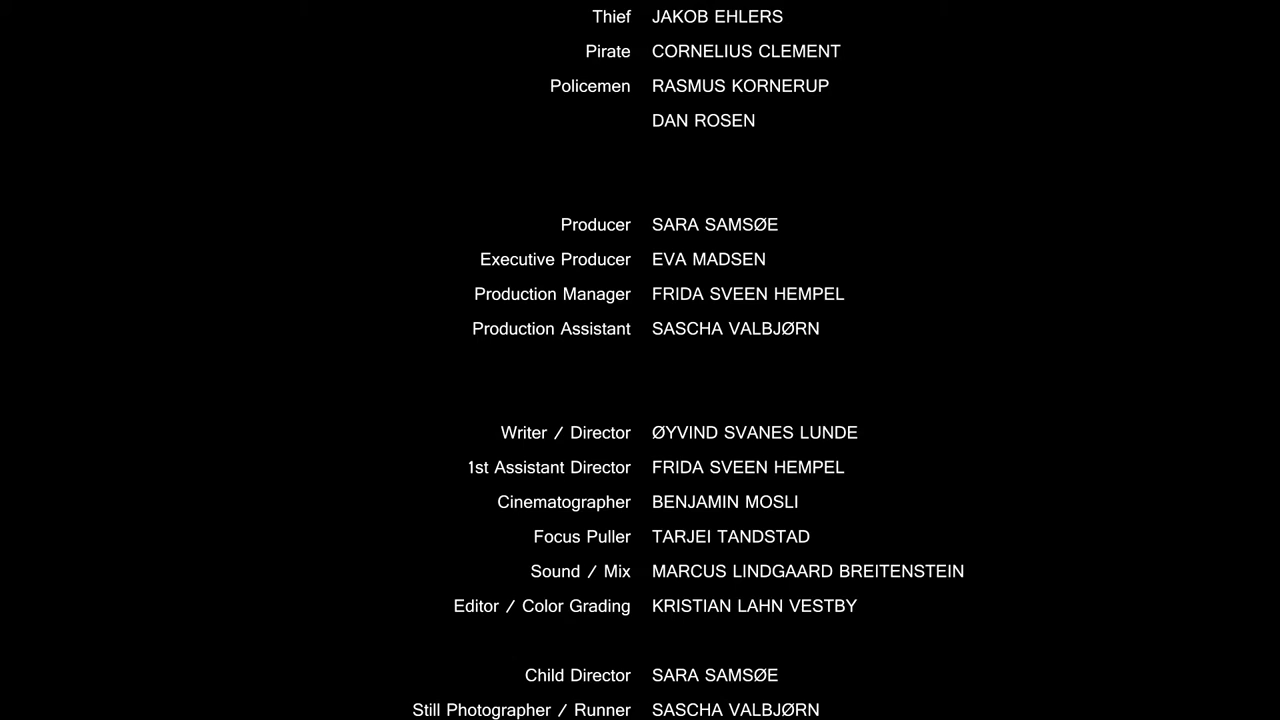 Thief JAKOB EHLERS
Pirate CORNELIUS CLEMENT
Policemen RASMUS KORNERUP
DAN ROSEN
Producer SARA SAMSØE
Executive Producer EVA MADSEN
Production Manager FRIDA SVEEN HEMPEL
Production Assistant SASCHA VALBJØRN
Writer / Director ØYVIND SVANES LUNDE
1st Assistant Director FRIDA SVEEN HEMPEL
Cinematographer BENJAMIN MOSLI
Focus Puller TARJEI TANDSTAD
Sound / Mix MARCUS LINDGAARD BREITENSTEIN
Editor / Color Grading KRISTIAN LAHN VESTBY
Child Director SARA SAMSØE
Still Photographer / Runner SASCHA VALBJØRN